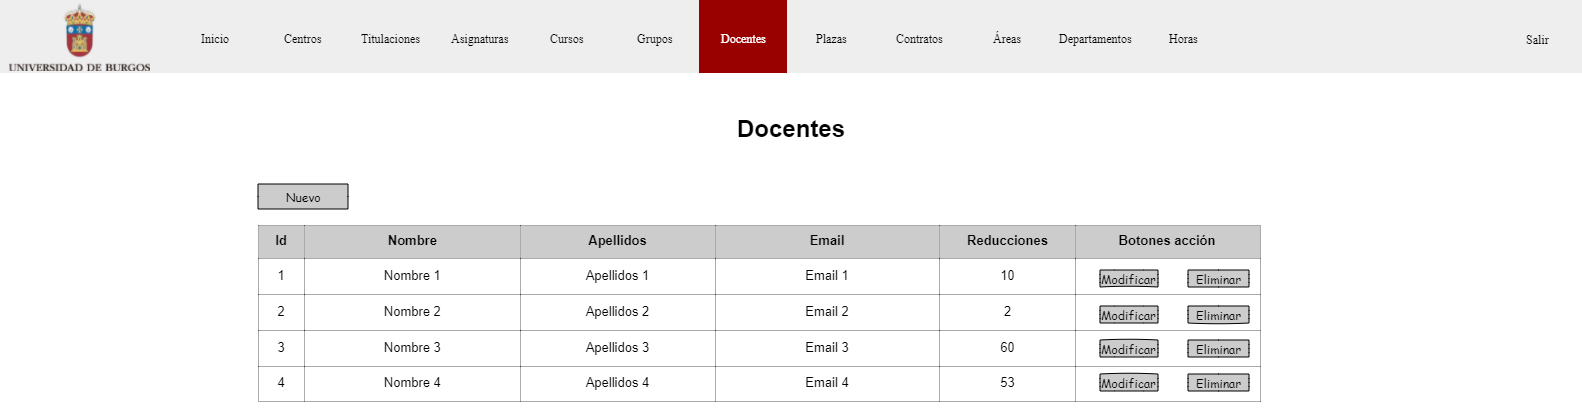 UNIVERSIDAD DE BURGOS
Inicio Centros Titulaciones Asignaturas Cursos Grupos Docentes Plazas Contratos Áreas Departamentos Horas Salir
Docentes
Nuevo
Id Nombre Apellidos Email Reducciones Botones acción
1 Nombre 1 Apellidos 1 Email 1 10 Modificar Eliminar
2 Nombre 2 Apellidos 2 Email 2 2 Modificar Eliminar
3 Nombre 3 Apellidos 3 Email 3 60 Modificar Eliminar
4 Nombre 4 Apellidos 4 Email 4 53 Modificar Eliminar